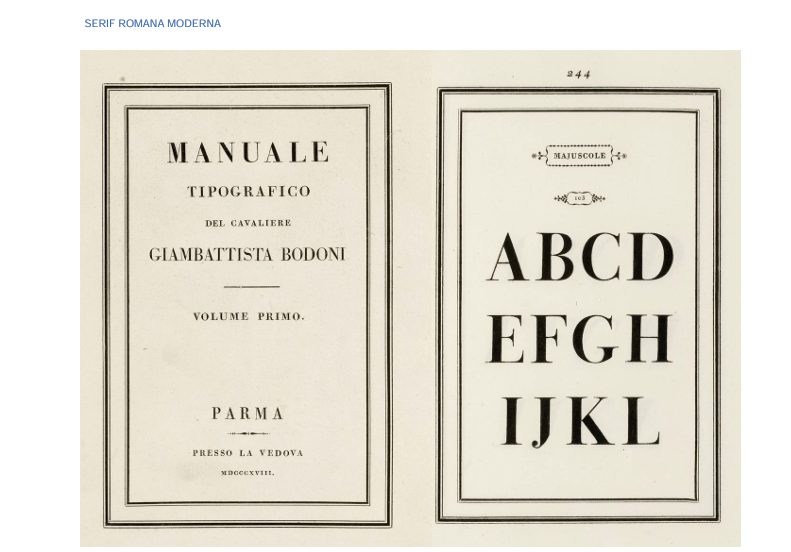 SERIF ROMANA MODERNA
MANUALE
TIPOGRAFICO
DEL CAVALIERE
GIAMBATTISTA BODONI
VOLUME PRIMO.
PARMA
PRESSO LA VEDOVA
MDCCCXVIII.
244
MAJUSCOLE
103
ABCD
EFGH
IJKL